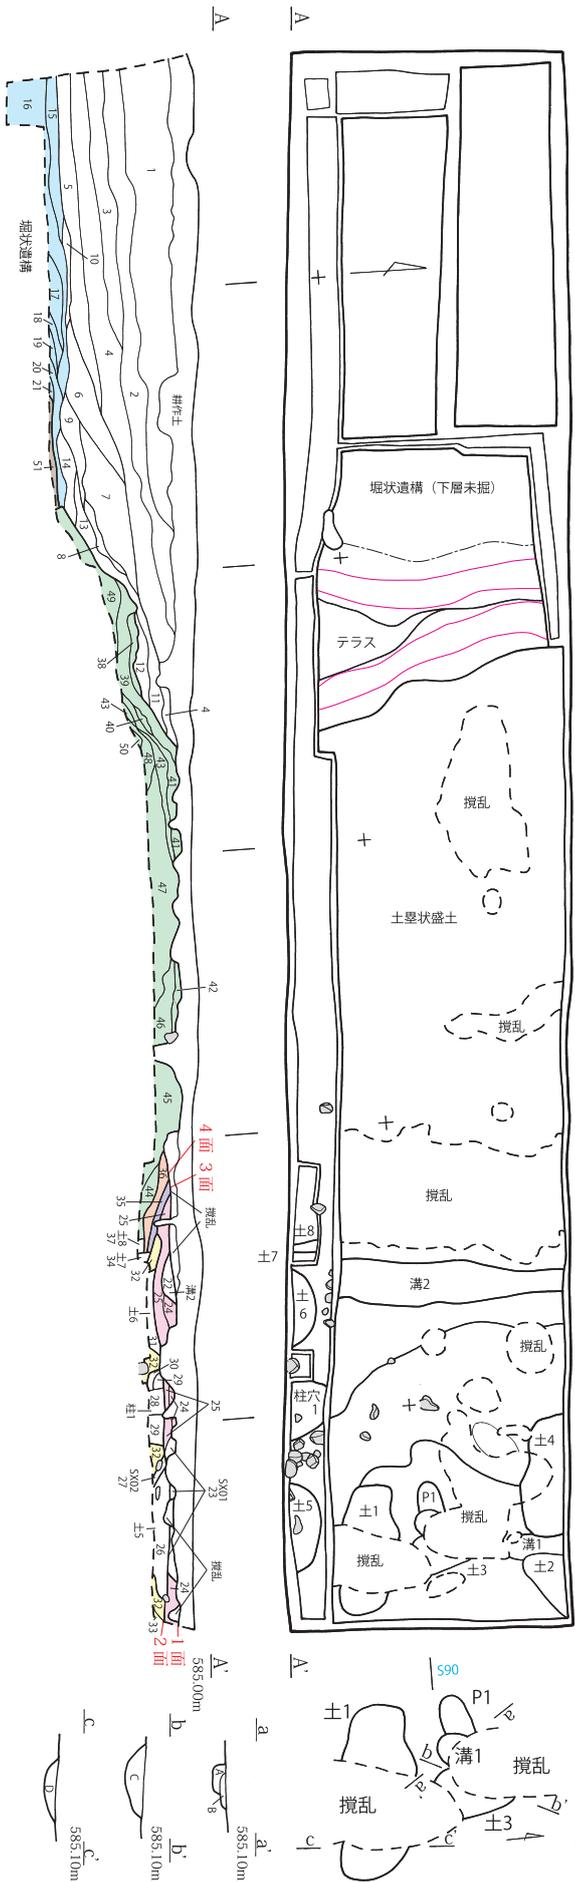 A
A
16
15
5
1
3
10
堀状遺構
17
18
19
20
21
4
2
耕作土
6
9
14
51
7
13
8
堀状遺構（下層未掘）
テラス
49
38
12
39
11
4
43
40
50
48
43
41
41
撹乱
47
土塁状盛土
42
46
撹乱
45
4面
3面
36
44
35
25
土8
37
土7
34
32
撹乱
撹乱
土8
土7
溝2
22
24
25
溝2
土6
土6
31
32
30
29
28
24
25
柱1
29
柱穴1
撹乱
32
SX02
27
SX01
23
土4
土5
26
土5
土1
P1
撹乱
溝1
土3
土2
撹乱
撹乱
24
32
33
1面
2面
A'
585.00m
A'
S90
P1
土1
a
b
溝1
撹乱
a'
b'
撹乱
土3
c
c'
c
b
a
D
C
A
B
c'
585.10m
b'
585.10m
a'
585.10m